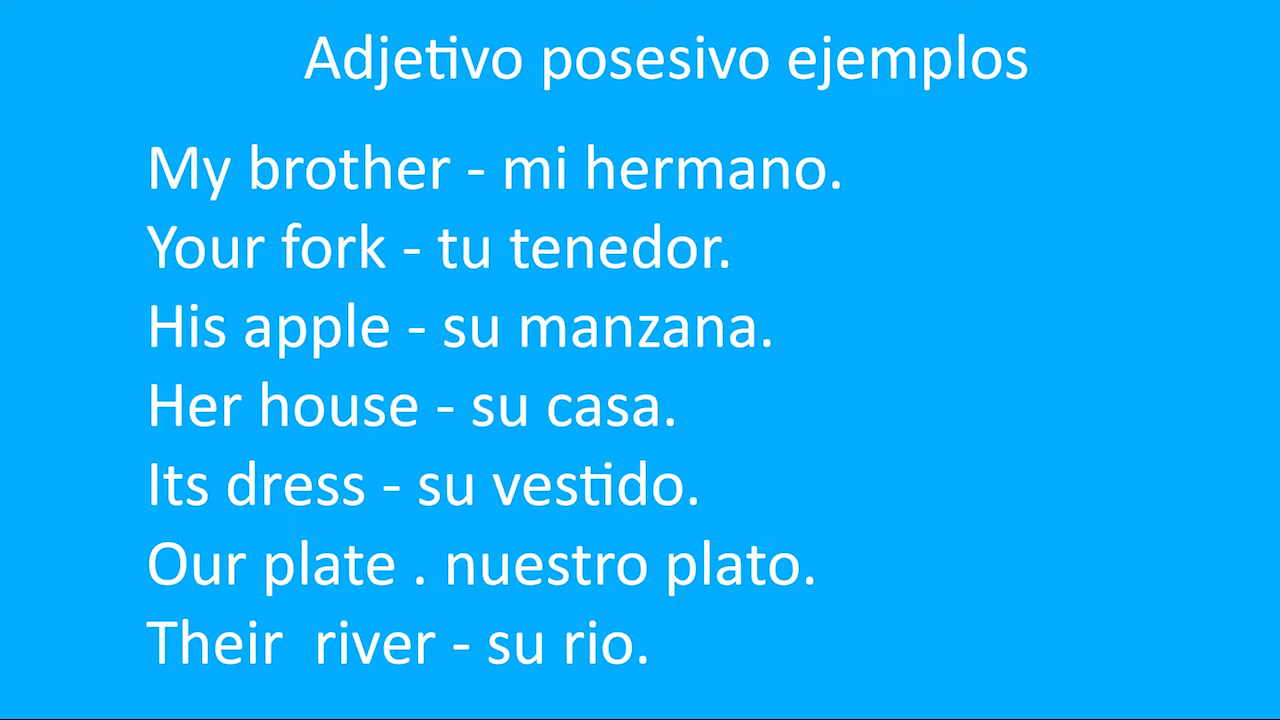 Adjetivo posesivo ejemplos
My brother - mi hermano.
Your fork - tu tenedor.
His apple - su manzana.
Her house - su casa.
Its dress - su vestido.
Our plate . nuestro plato.
Their  river - su rio.